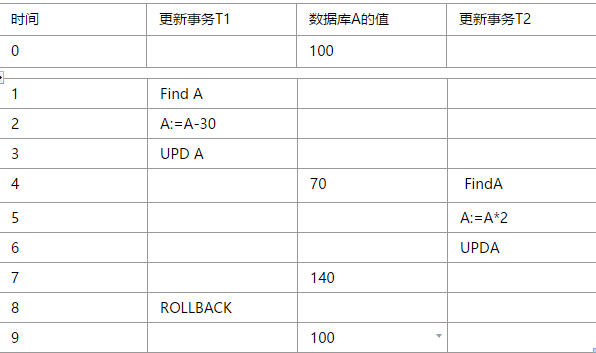 时间 更新事务T1 数据库A的值 更新事务T2
0 100
1 Find A
2 A:=A-30
3 UPD A
4 70 FindA
5 A:=A*2
6 UPDA
7 140
8 ROLLBACK
9 100